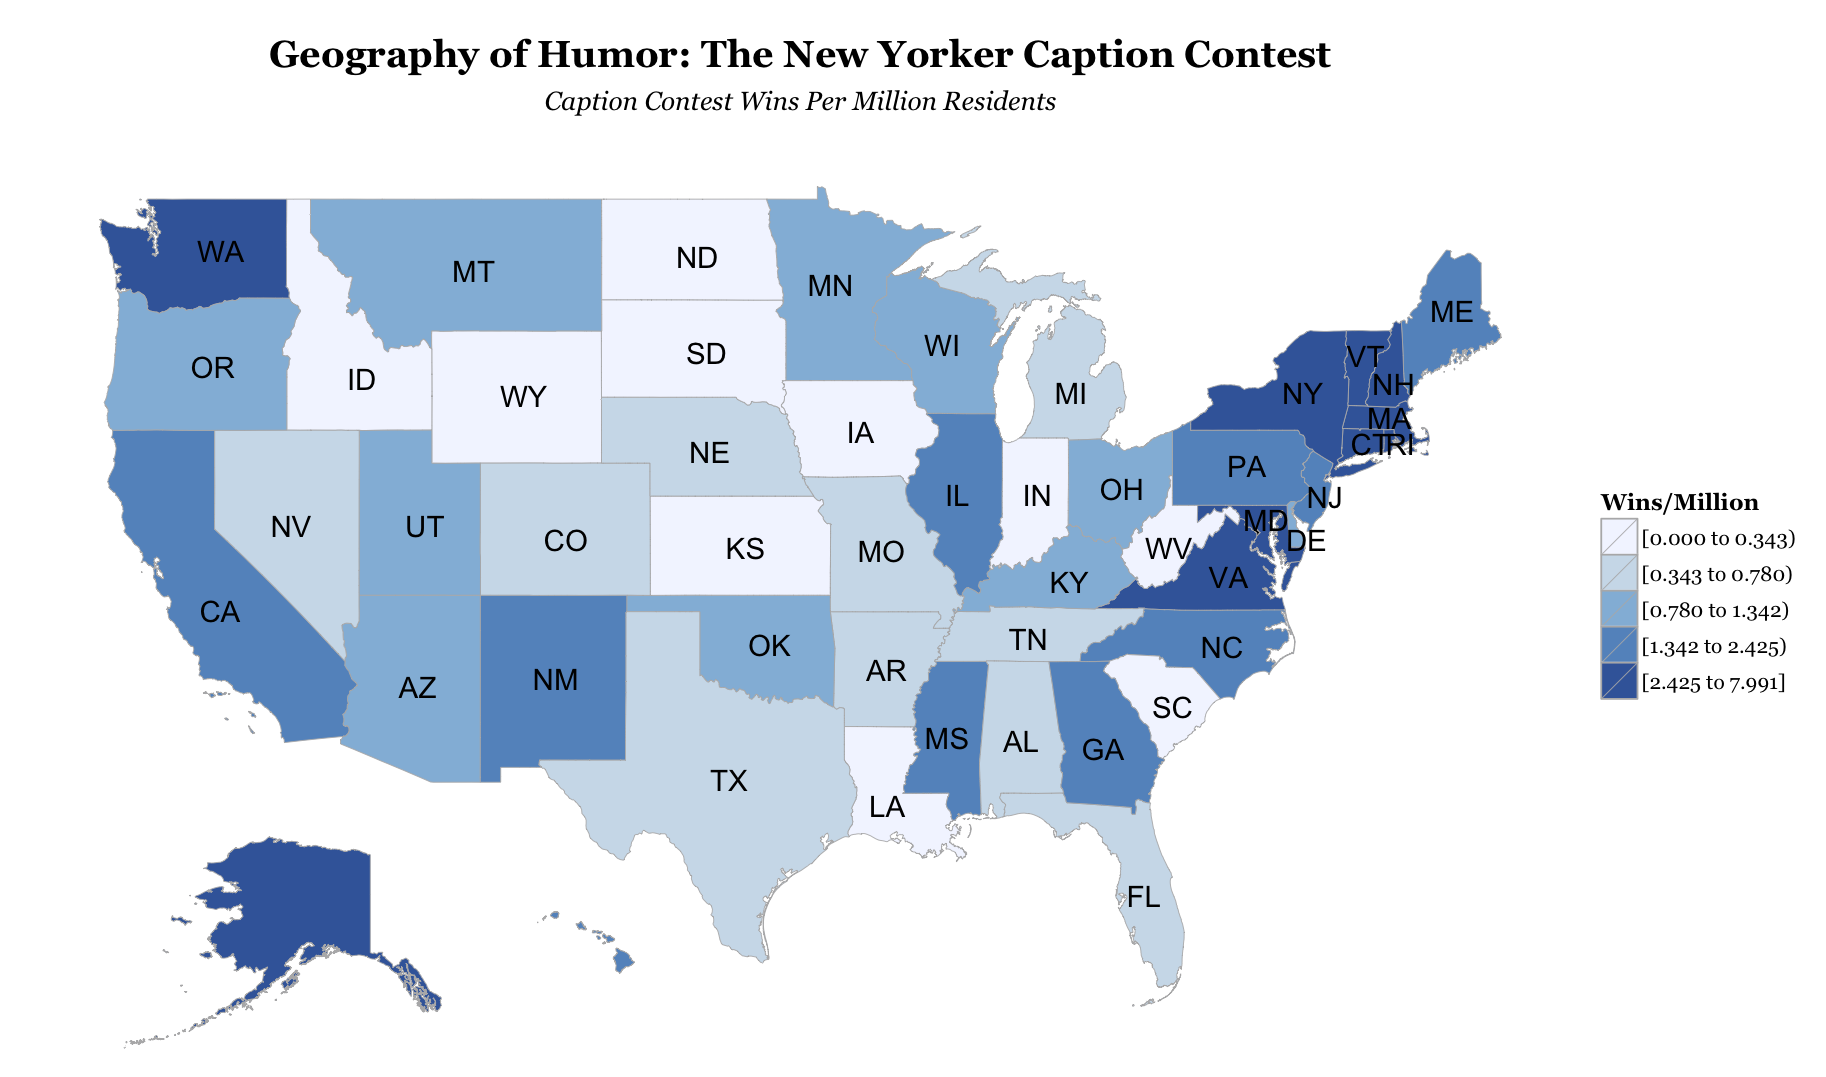 Geography of Humor: The New Yorker Caption Contest
Caption Contest Wins Per Million Residents
WA
MT
ND
MN
ME
OR
ID
WY
SD
WI
MI
NY
VT
NH
MA
CT
RI
IA
NE
PA
NJ
NV
UT
CO
KS
MO
IL
IN
OH
WV
MD
DE
VA
KY
CA
AZ
NM
OK
AR
TN
NC
TX
LA
MS
AL
GA
SC
FL
Wins/Million
[0.000 to 0.343)
[0.343 to 0.780)
[0.780 to 1.342)
[1.342 to 2.425)
[2.425 to 7.991]